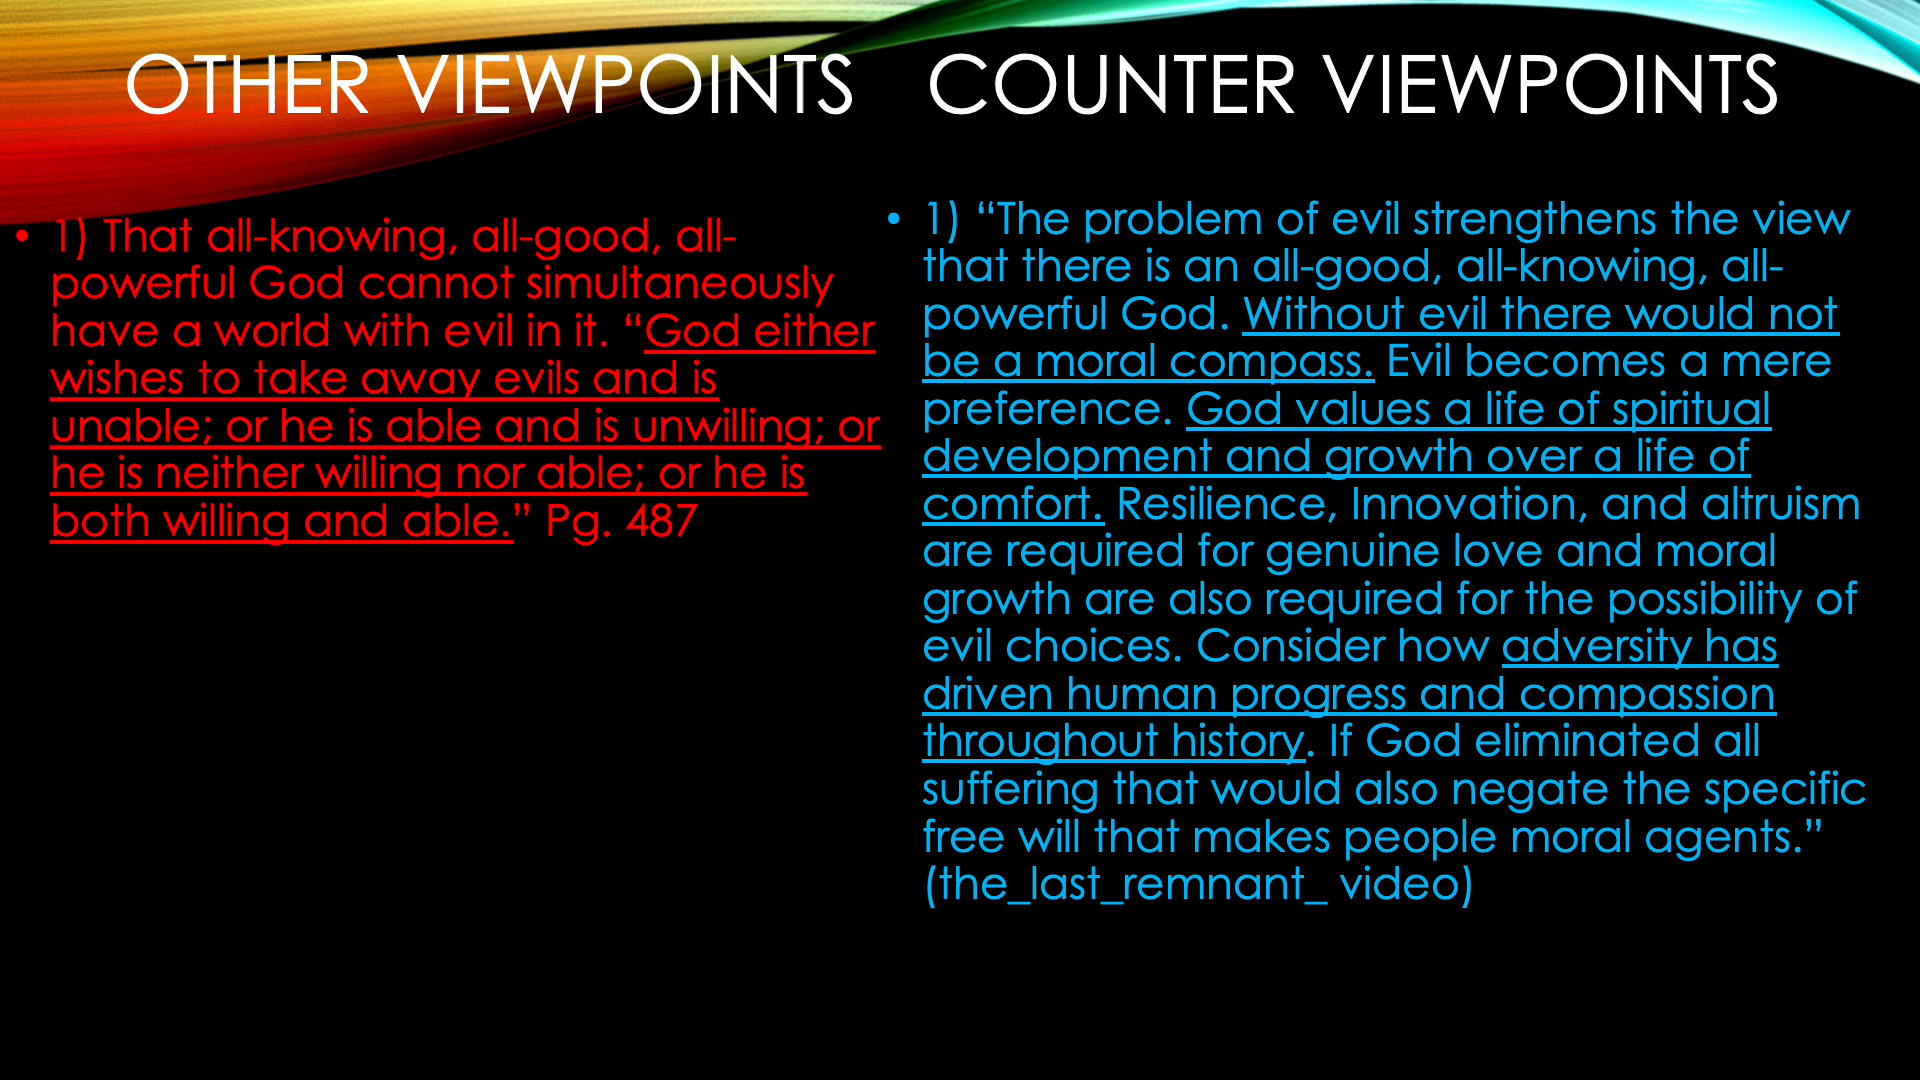 OTHER VIEWPOINTS COUNTER VIEWPOINTS
• 1) That all-knowing, all-good, all-
powerful God cannot simultaneously
have a world with evil in it. “God either
wishes to take away evils and is
unable; or he is able and is unwilling; or
he is neither willing nor able; or he is
both willing and able.” Pg. 487
• 1) “The problem of evil strengthens the view
that there is an all-good, all-knowing, all-
powerful God. Without evil there would not
be a moral compass. Evil becomes a mere
preference. God values a life of spiritual
development and growth over a life of
comfort. Resilience, Innovation, and altruism
are required for genuine love and moral
growth are also required for the possibility of
evil choices. Consider how adversity has
driven human progress and compassion
throughout history. If God eliminated all
suffering that would also negate the specific
free will that makes people moral agents.”
(the_last_remnant_ video)